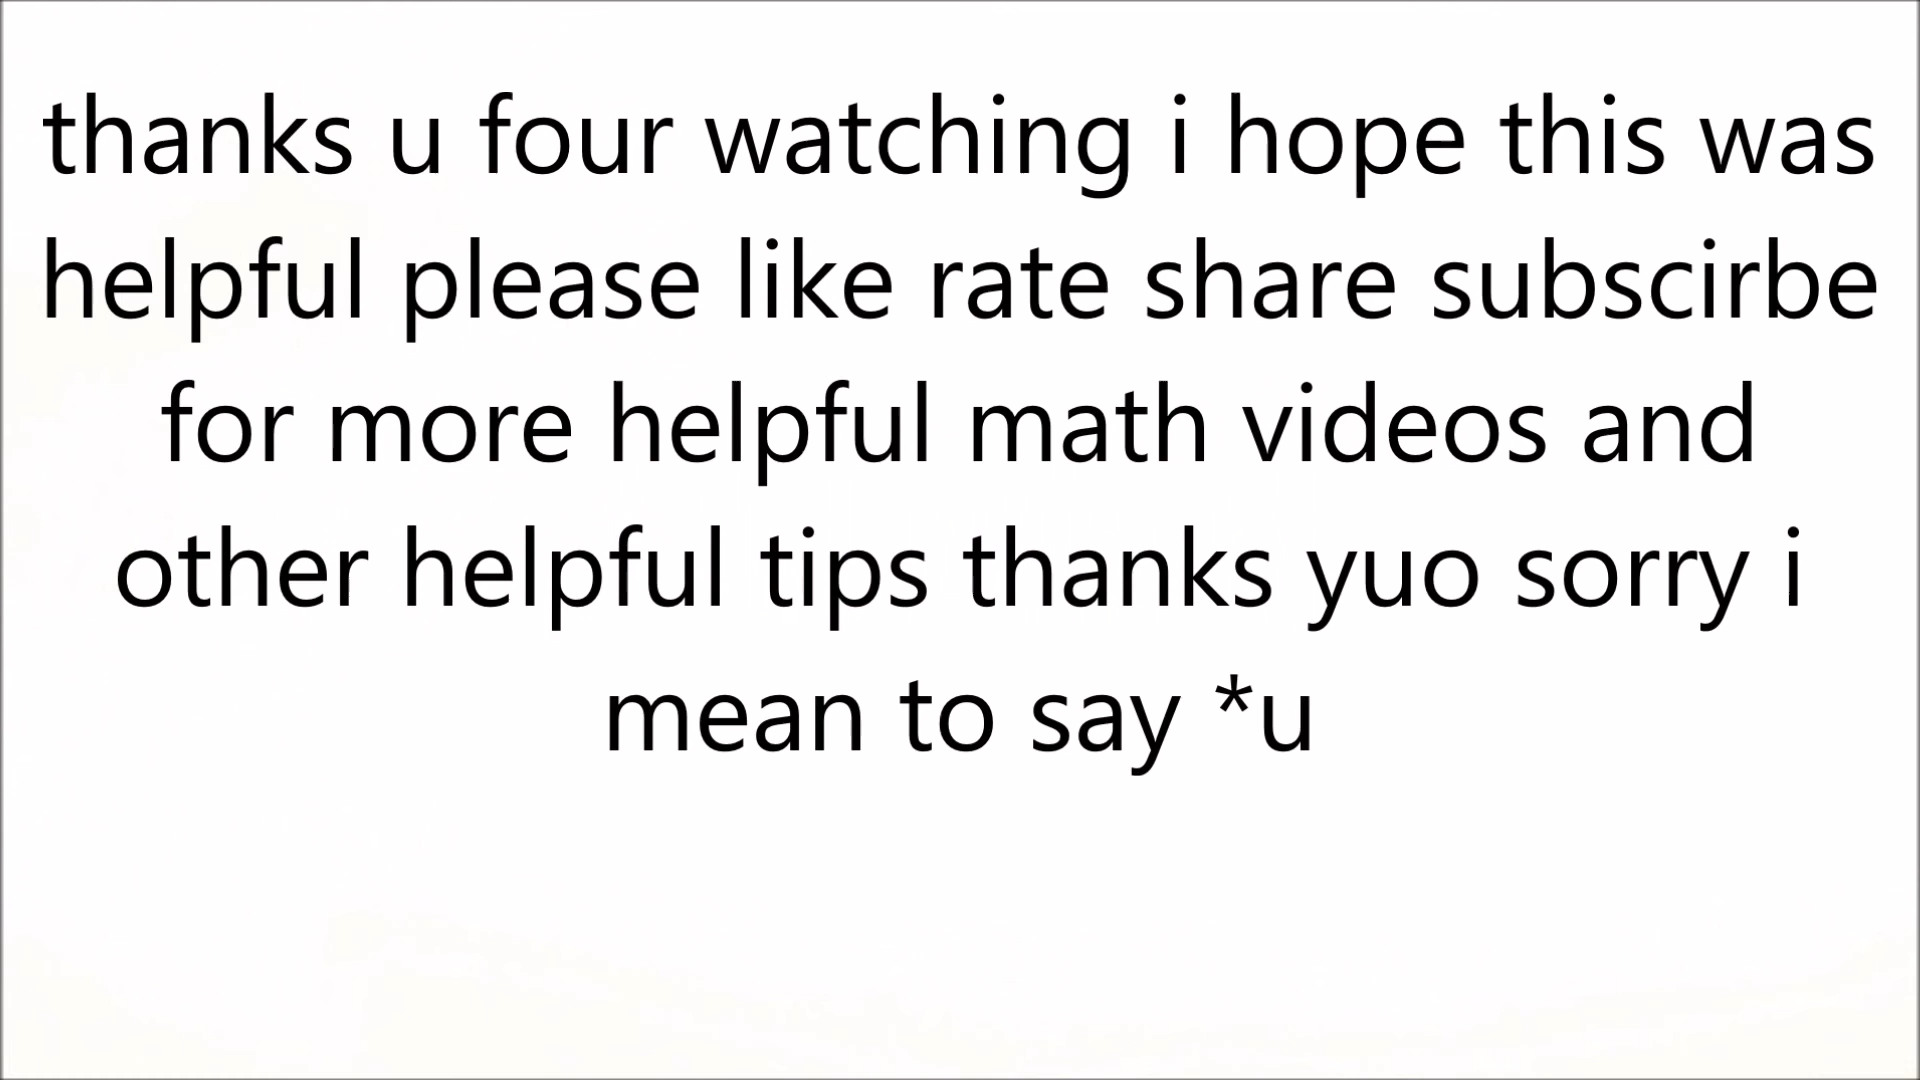 thanks u four watching i hope this was
helpful please like rate share subscirbe
for more helpful math videos and
other helpful tips thanks yuo sorry i
mean to say *u